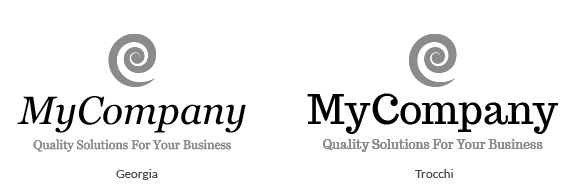 MyCompany
Quality Solutions For Your Business
Georgia
MyCompany
Quality Solutions For Your Business
Trocchi